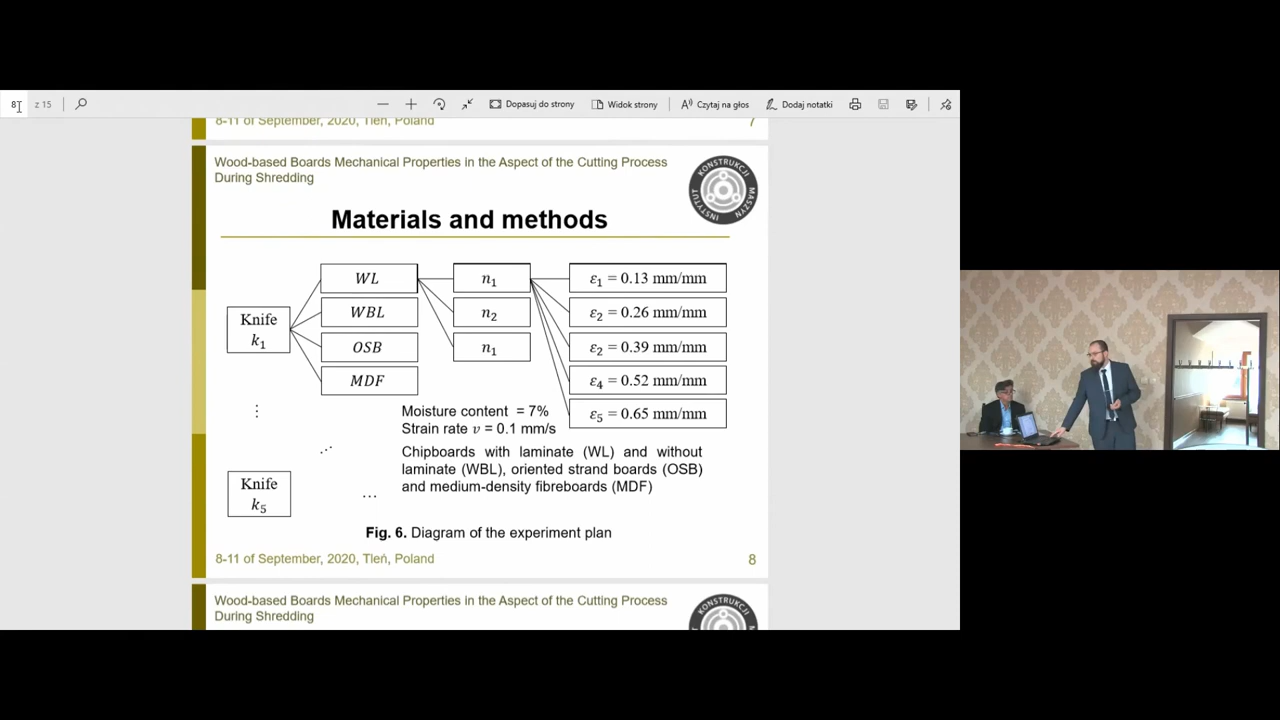 8
z 15
Dopasuj do strony
Widok strony
Czytaj na głos
Dodaj notatki
8-11 of September, 2020, Tleń, Poland
7
Wood-based Boards Mechanical Properties in the Aspect of the Cutting Process
During Shredding
INSTYTUT KONSTRUKCJI MASZYN
Materials and methods
Knife
k₁
WL
WBL
OSB
MDF
n₁
n₂
n₁
ε₁ = 0.13 mm/mm
ε₂ = 0.26 mm/mm
ε₂ = 0.39 mm/mm
ε₄ = 0.52 mm/mm
ε₅ = 0.65 mm/mm
⋮
Moisture content = 7%
Strain rate v = 0.1 mm/s
Chipboards with laminate (WL) and without
laminate (WBL), oriented strand boards (OSB)
and medium-density fibreboards (MDF)
Knife
k₅
...
...
Fig. 6. Diagram of the experiment plan
8-11 of September, 2020, Tleń, Poland
8
Wood-based Boards Mechanical Properties in the Aspect of the Cutting Process
During Shredding
KONSTRUKCJI